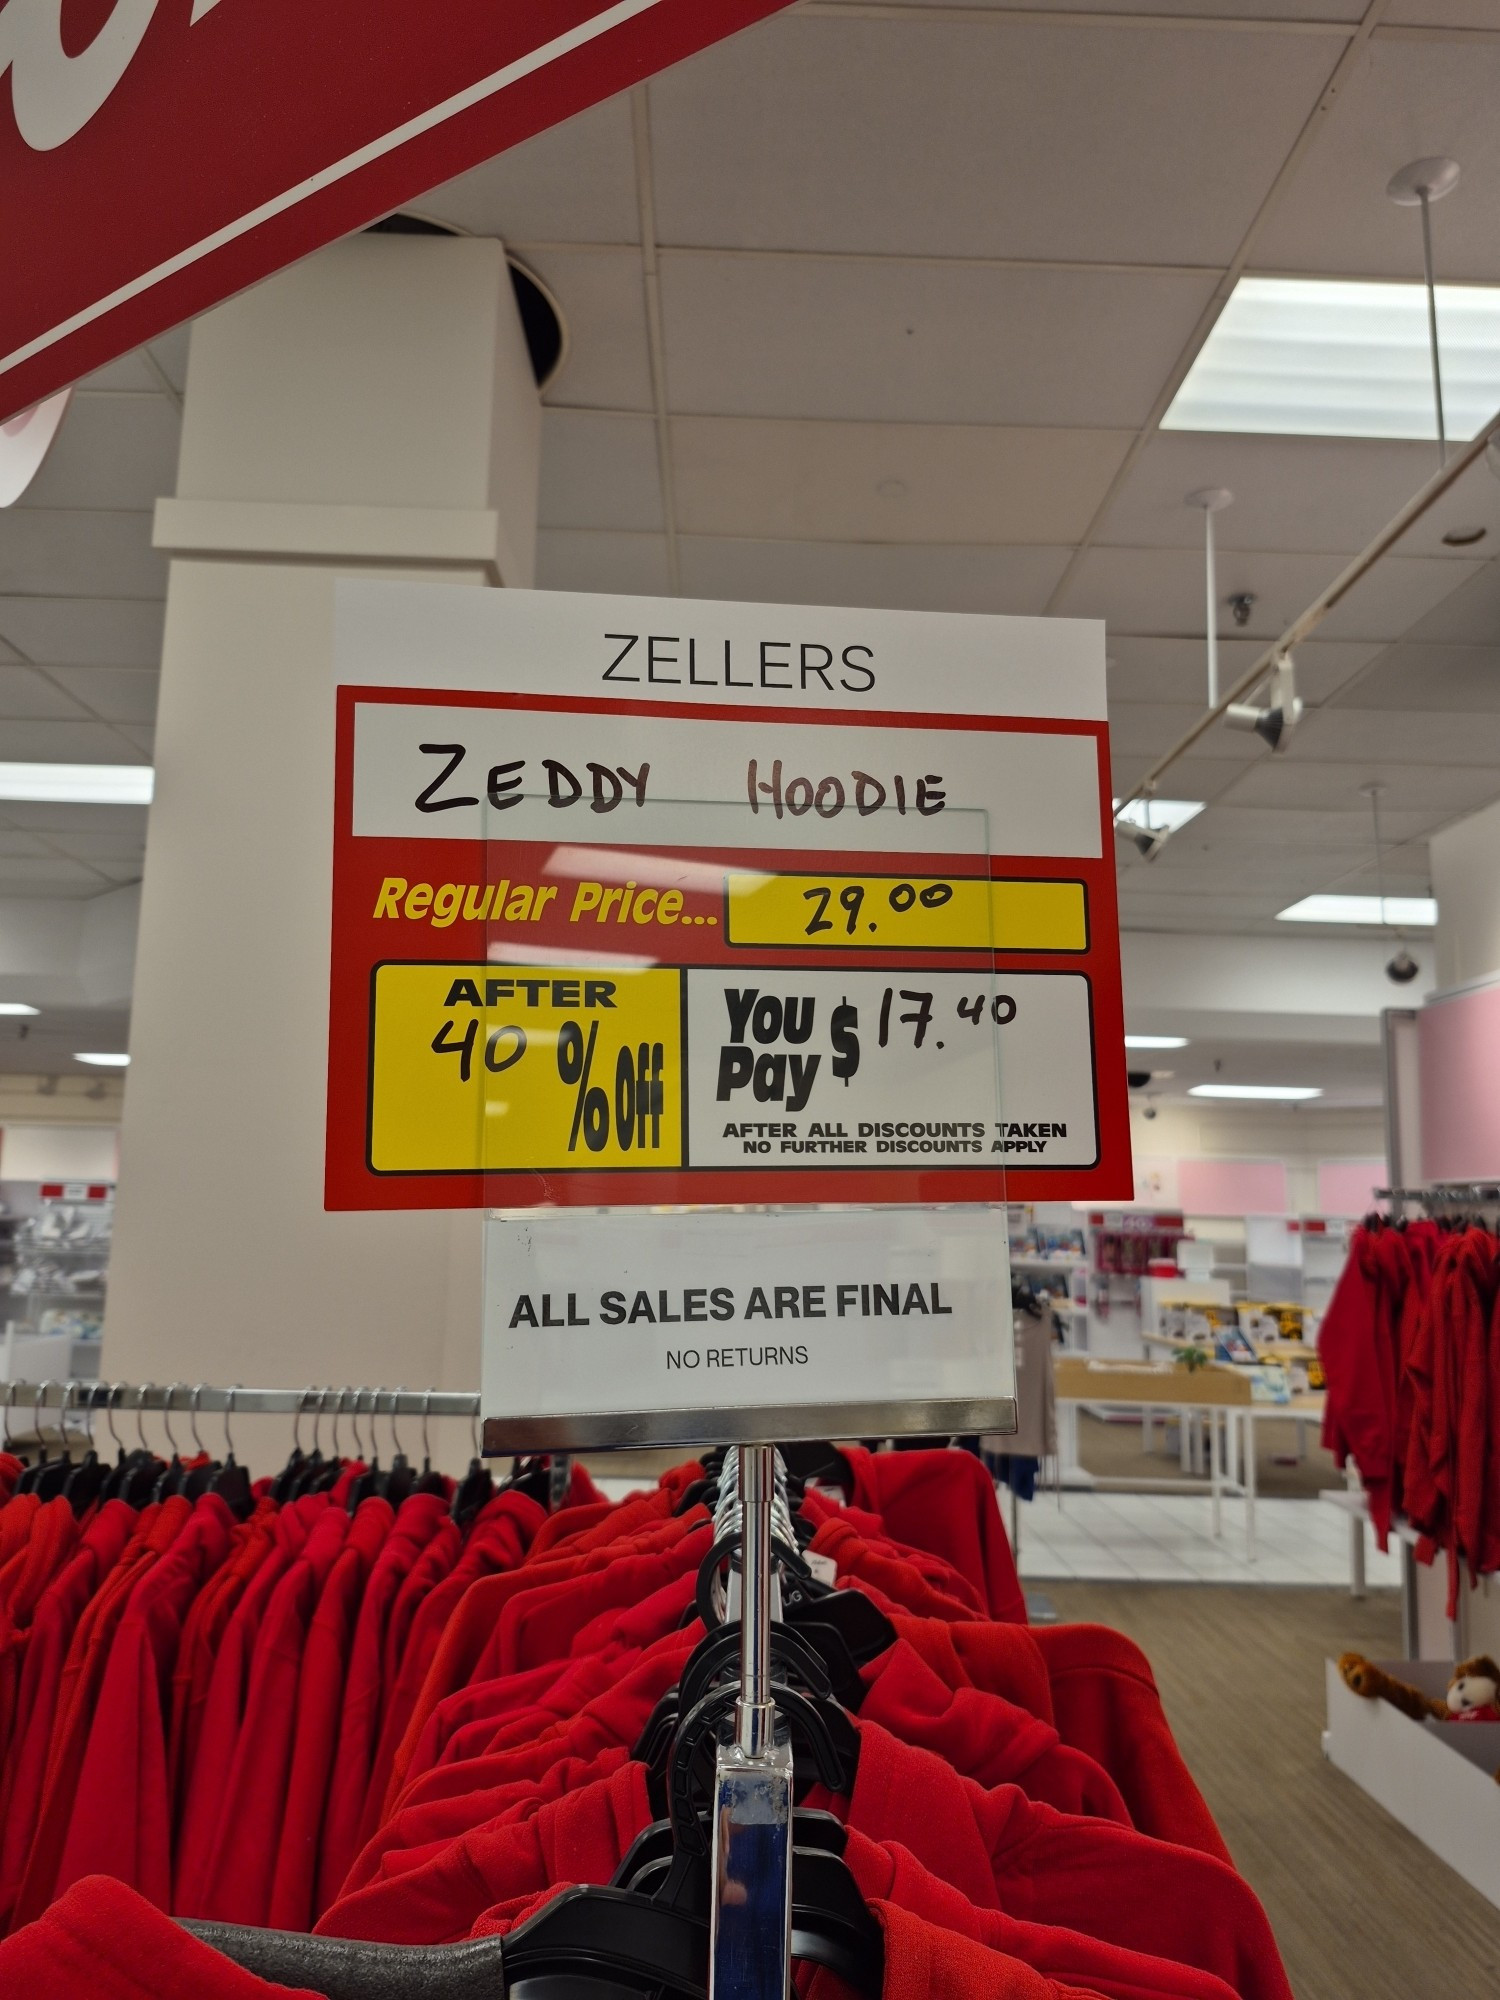 ZELLERS
ZEDDY HOODIE
Regular Price... 29.00
AFTER
40 % Off
You Pay $ 17.40
AFTER ALL DISCOUNTS TAKEN
NO FURTHER DISCOUNTS APPLY
ALL SALES ARE FINAL
NO RETURNS